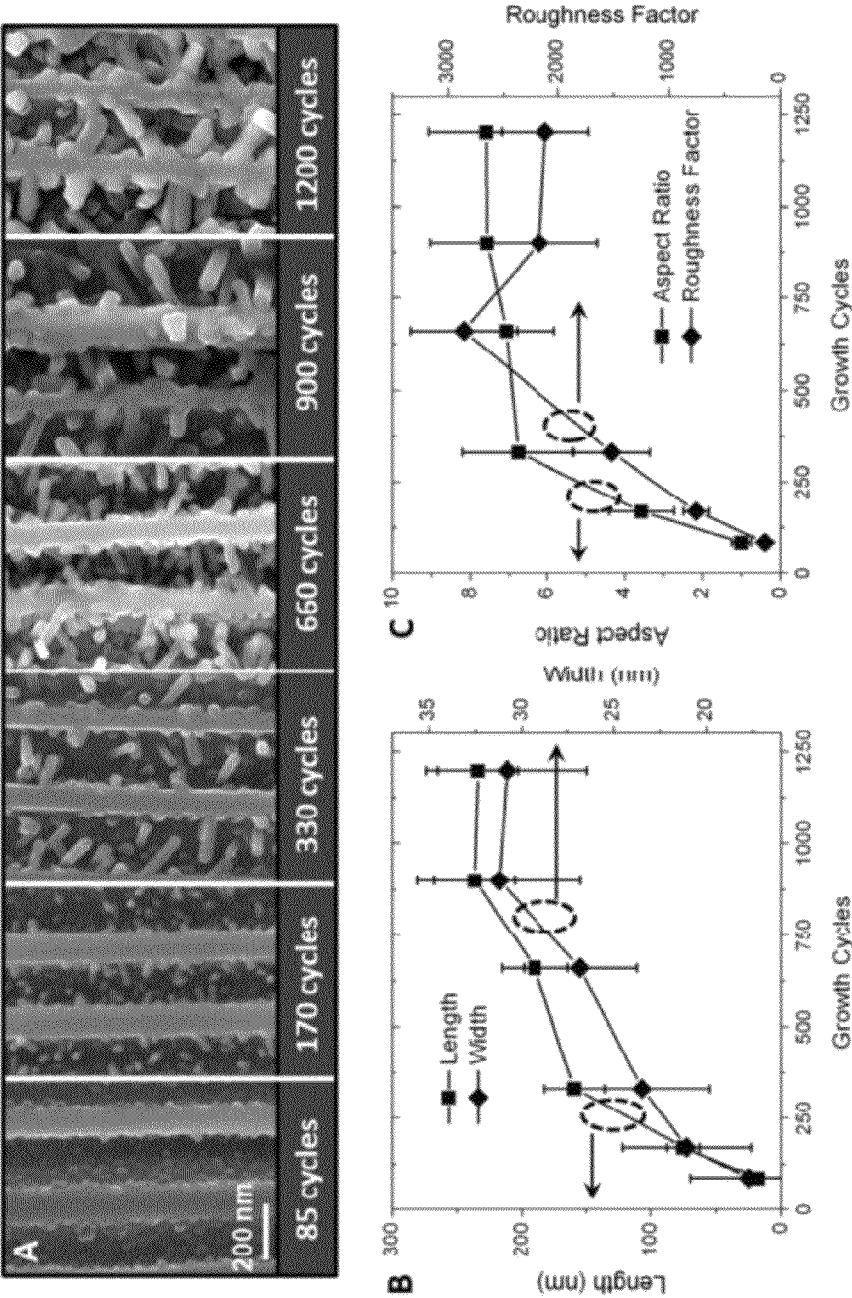 A
200 nm
85 cycles
170 cycles
330 cycles
660 cycles
900 cycles
1200 cycles
B
Length (nm)
300
200
100
0
Length
Width
35
30
25
20
Width (nm)
0
250
500
750
1000
1250
Growth Cycles
C
Aspect Ratio
10
8
6
4
2
0
Aspect Ratio
Roughness Factor
3000
2000
1000
0
Roughness Factor
0
250
500
750
1000
1250
Growth Cycles